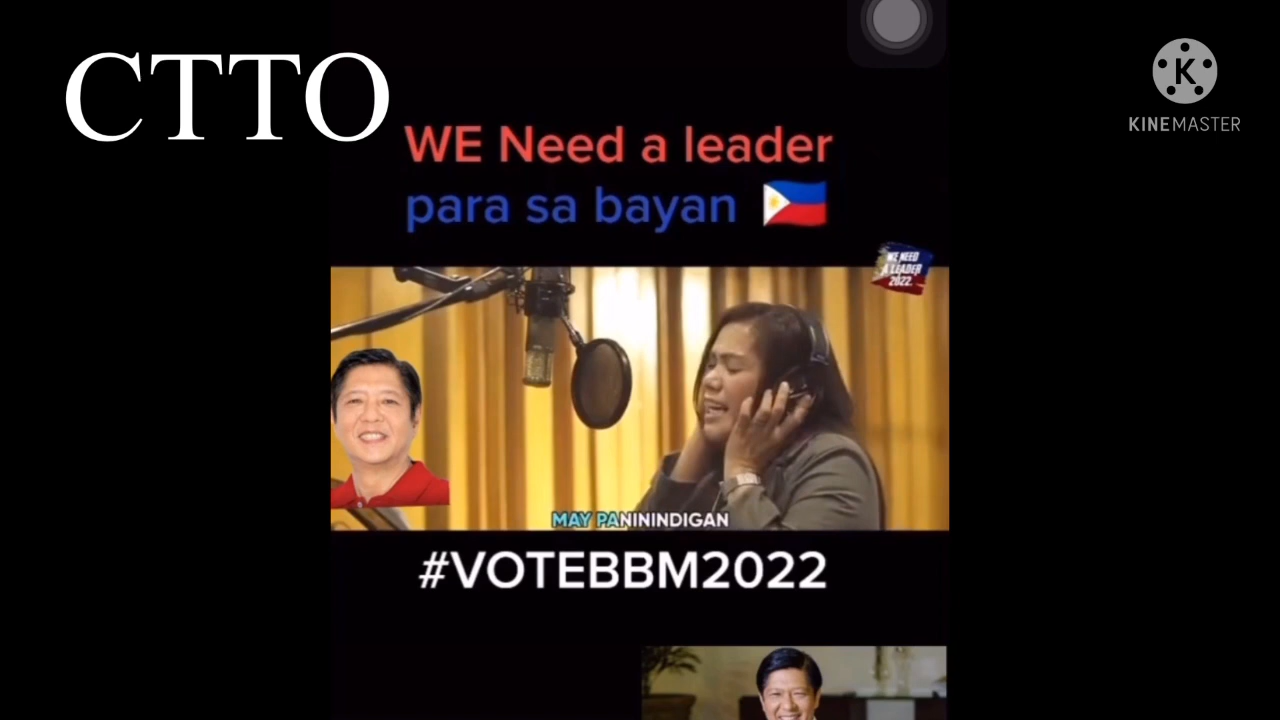 CTTO
KINEMASTER
K
WE Need a leader
para sa bayan
WE NEED
A LEADER
2022.
MAY PANININDIGAN
#VOTEBBM2022